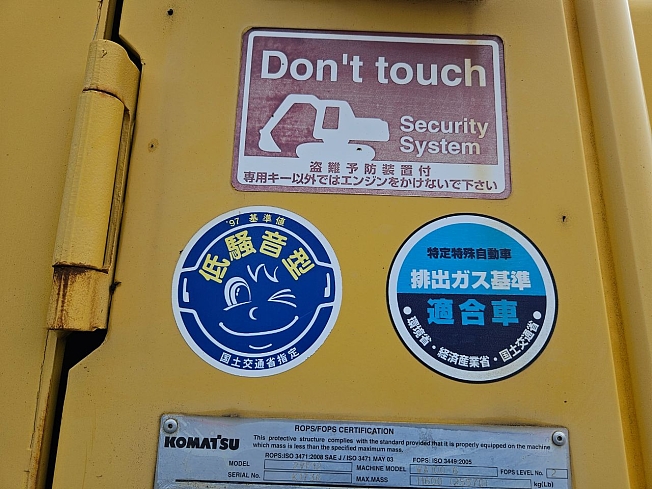 Don't touch
Security
System
盗難予防装置付
専用キー以外ではエンジンをかけないで下さい
'97 基準値
低騒音型
国土交通省指定
特定特殊自動車
排出ガス基準
適合車
・環境省・経済産業省・国土交通省・
ROPS/FOPS CERTIFICATION
KOMATSU
This protective structure complies with the standard provided that it is properly equipped on the machine
which mass is less than the specified maximum mass.
ROPS:ISO 3471:2008 SAE J / ISO 3471 MAY 03 FOPS: ISO 3449:2005
MODEL MACHINE MODEL FOPS LEVEL No. 2
SERIAL No. MAX.MASS kg(Lb)